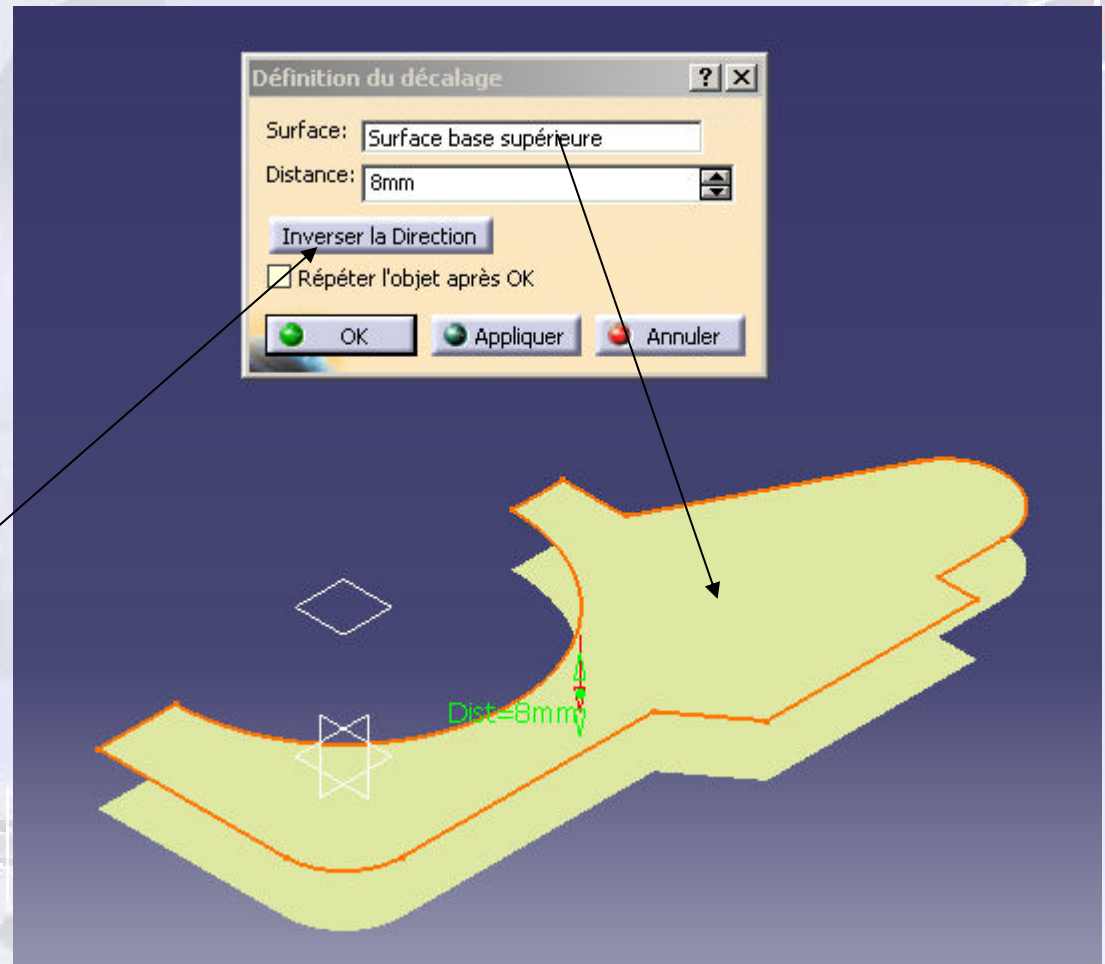 Définition du décalage
Surface: Surface base supérieure
Distance: 8mm
Inverser la Direction
Répéter l'objet après OK
OK Appliquer Annuler
Dist=8mm